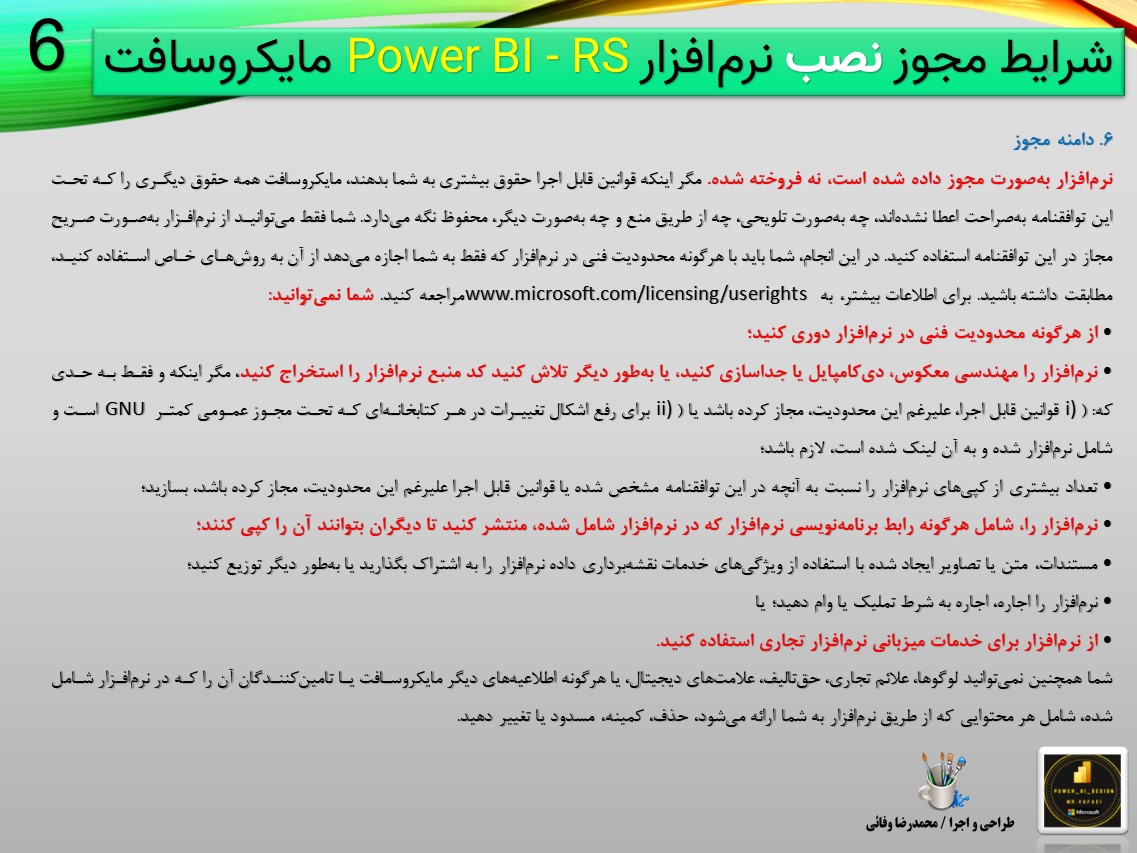 6
شرایط مجوز نصب نرم‌افزار Power BI - RS مایکروسافت
۶. دامنه مجوز
نرم‌افزار به‌صورت مجوز داده شده است، نه فروخته شده. مگر اینکه قوانین قابل اجرا حقوق بیشتری به شما بدهند، مایکروسافت همه حقوق دیگری را که تحت
این توافقنامه به‌صراحت اعطا نشده‌اند، چه به‌صورت تلویحی، چه از طریق منع و چه به‌صورت دیگر، محفوظ نگه می‌دارد. شما فقط می‌توانید از نرم‌افزار به‌صورت صریح
مجاز در این توافقنامه استفاده کنید. در این انجام، شما باید با هرگونه محدودیت فنی در نرم‌افزار که فقط به شما اجازه می‌دهد از آن به روش‌های خاص استفاده کنید،
مطابقت داشته باشید. برای اطلاعات بیشتر، به www.microsoft.com/licensing/userights مراجعه کنید. شما نمی‌توانید:
• از هرگونه محدودیت فنی در نرم‌افزار دوری کنید؛
• نرم‌افزار را مهندسی معکوس، دی‌کامپایل یا جداسازی کنید، یا به‌طور دیگر تلاش کنید کد منبع نرم‌افزار را استخراج کنید، مگر اینکه و فقط به حدی
که: ( i) قوانین قابل اجرا، علیرغم این محدودیت، مجاز کرده باشد یا ( ii) برای رفع اشکال تغییرات در هر کتابخانه‌ای که تحت مجوز عمومی کمتر GNU است و
شامل نرم‌افزار شده و به آن لینک شده است، لازم باشد؛
• تعداد بیشتری از کپی‌های نرم‌افزار را نسبت به آنچه در این توافقنامه مشخص شده یا قوانین قابل اجرا علیرغم این محدودیت، مجاز کرده باشد، بسازید؛
• نرم‌افزار را، شامل هرگونه رابط برنامه‌نویسی نرم‌افزار که در نرم‌افزار شامل شده، منتشر کنید تا دیگران بتوانند آن را کپی کنند؛
• مستندات، متن یا تصاویر ایجاد شده با استفاده از ویژگی‌های خدمات نقشه‌برداری داده نرم‌افزار را به اشتراک بگذارید یا به‌طور دیگر توزیع کنید؛
• نرم‌افزار را اجاره، اجاره به شرط تملیک یا وام دهید؛ یا
• از نرم‌افزار برای خدمات میزبانی نرم‌افزار تجاری استفاده کنید.
شما همچنین نمی‌توانید لوگوها، علائم تجاری، حق‌تالیف، علامت‌های دیجیتال، یا هرگونه اطلاعیه‌های دیگر مایکروسافت یا تامین‌کنندگان آن را که در نرم‌افزار شامل
شده، شامل هر محتوایی که از طریق نرم‌افزار به شما ارائه می‌شود، حذف، کمینه، مسدود یا تغییر دهید.
POWER_BI_DESIGN
MR.VAFAEI
Microsoft
طراحی و اجرا / محمدرضا وفائی